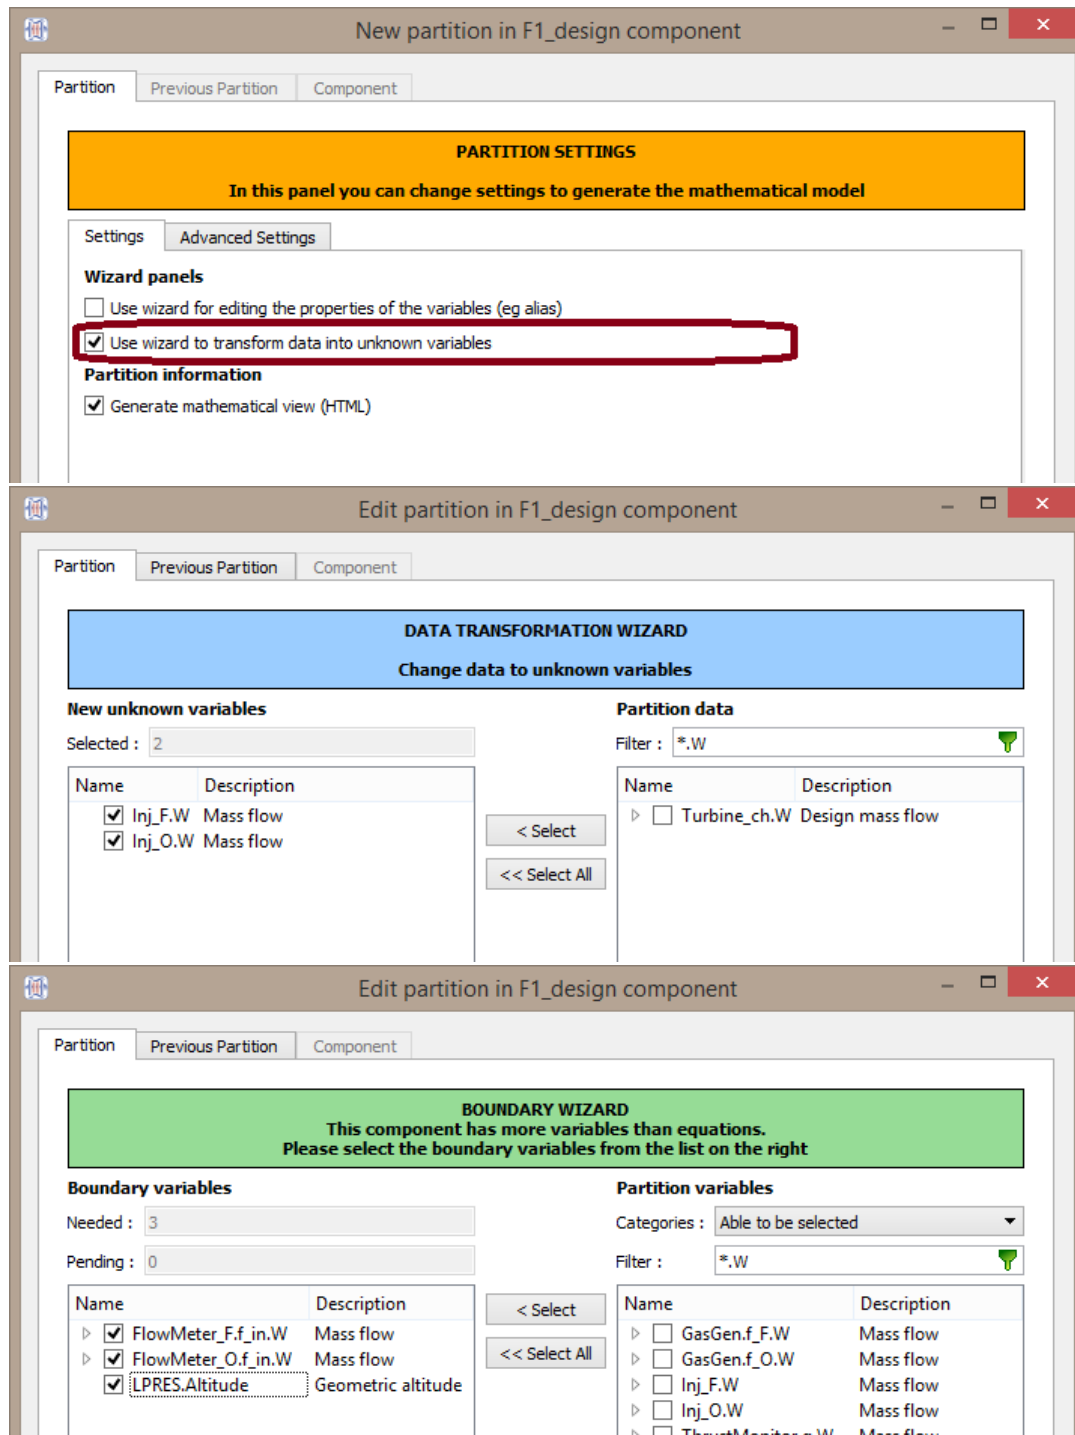 New partition in F1_design component
Partition Previous Partition Component
PARTITION SETTINGS
In this panel you can change settings to generate the mathematical model
Settings Advanced Settings
Wizard panels
Use wizard for editing the properties of the variables (eg alias)
Use wizard to transform data into unknown variables
Partition information
Generate mathematical view (HTML)
Edit partition in F1_design component
Partition Previous Partition Component
DATA TRANSFORMATION WIZARD
Change data to unknown variables
New unknown variables Partition data
Selected : 2 Filter : *.W
Name Description Name Description
Inj_F.W Mass flow Turbine_ch.W Design mass flow
Inj_O.W Mass flow
< Select
<< Select All
Edit partition in F1_design component
Partition Previous Partition Component
BOUNDARY WIZARD
This component has more variables than equations.
Please select the boundary variables from the list on the right
Boundary variables Partition variables
Needed : 3 Categories : Able to be selected
Pending : 0 Filter : *.W
Name Description < Select Name Description
FlowMeter_F.f_in.W Mass flow GasGen.f_F.W Mass flow
FlowMeter_O.f_in.W Mass flow << Select All GasGen.f_O.W Mass flow
LPRES.Altitude Geometric altitude Inj_F.W Mass flow
Inj_O.W Mass flow
ThrustMonitor.g.W Mass flow